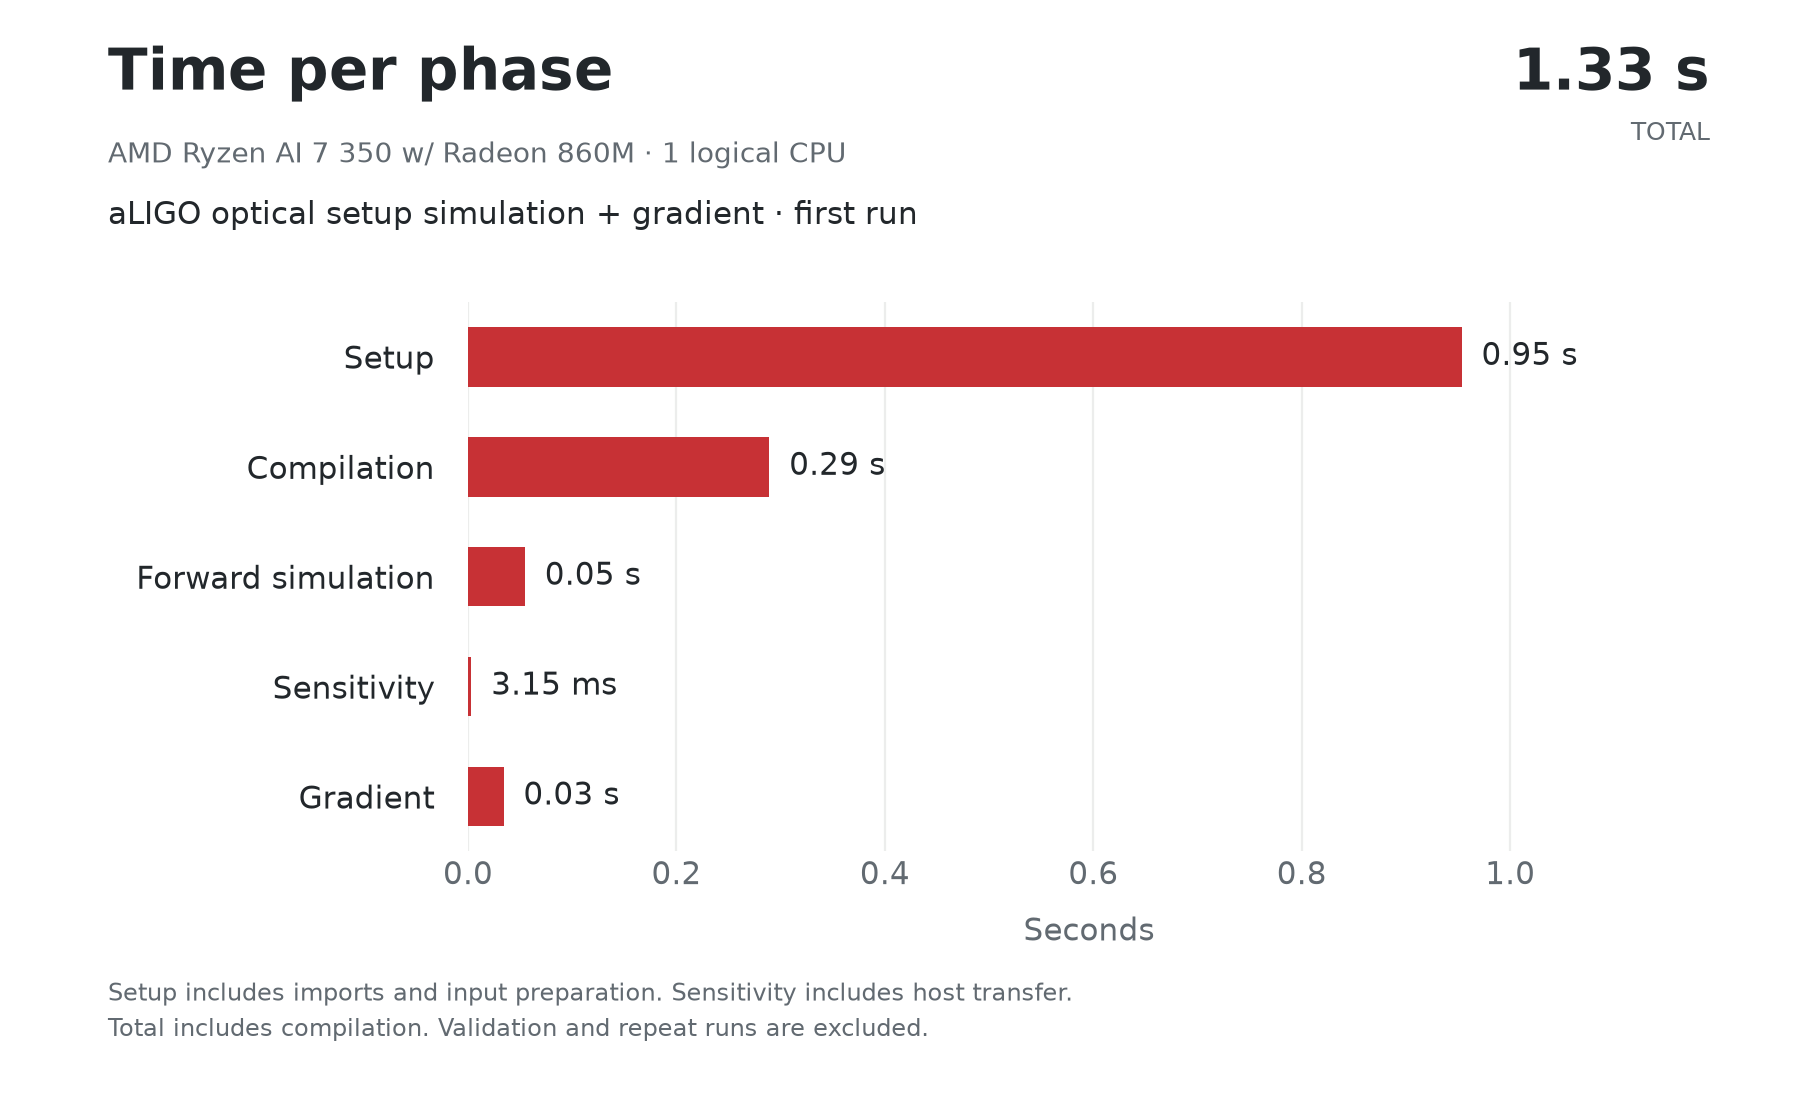 Time per phase
1.33 s
TOTAL
AMD Ryzen AI 7 350 w/ Radeon 860M · 1 logical CPU
aLIGO optical setup simulation + gradient · first run
Setup
0.95 s
Compilation
0.29 s
Forward simulation
0.05 s
Sensitivity
3.15 ms
Gradient
0.03 s
0.0 0.2 0.4 0.6 0.8 1.0
Seconds
Setup includes imports and input preparation. Sensitivity includes host transfer.
Total includes compilation. Validation and repeat runs are excluded.